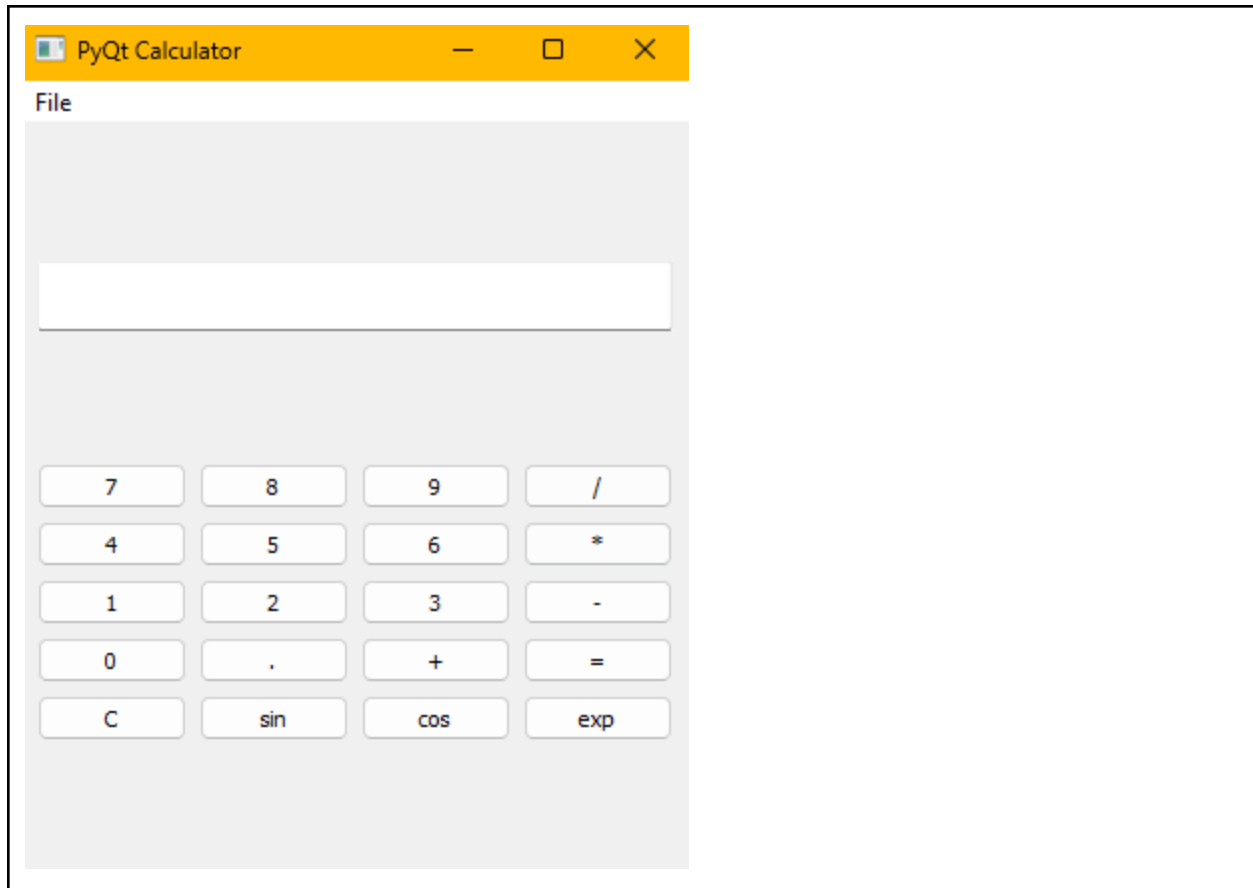 PyQt Calculator
File
7 8 9 /
4 5 6 *
1 2 3 -
0 . + =
C sin cos exp